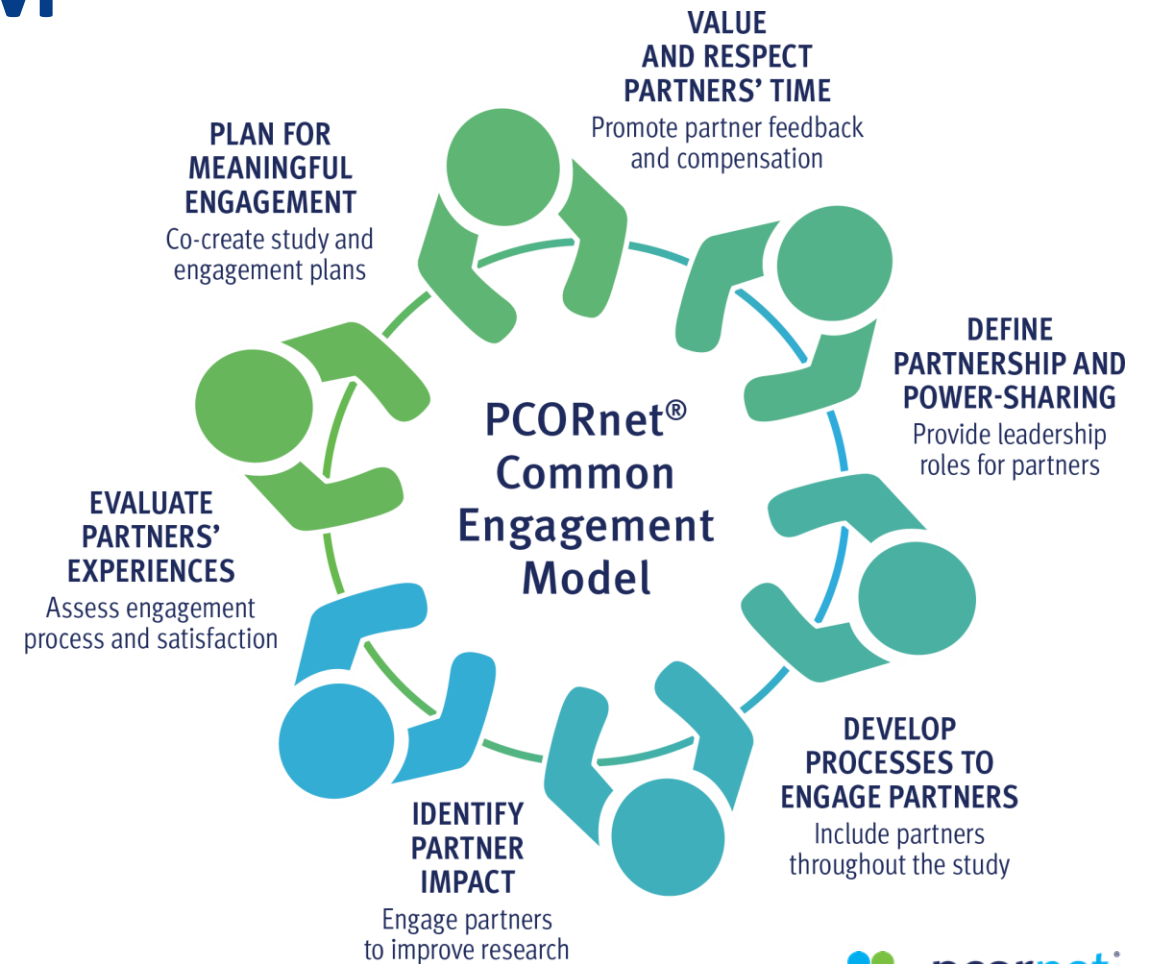 VALUE
AND RESPECT
PARTNERS' TIME
Promote partner feedback
and compensation
PLAN FOR
MEANINGFUL
ENGAGEMENT
Co-create study and
engagement plans
DEFINE
PARTNERSHIP AND
POWER-SHARING
Provide leadership
roles for partners
PCORnet®
Common
Engagement
Model
EVALUATE
PARTNERS'
EXPERIENCES
Assess engagement
process and satisfaction
DEVELOP
PROCESSES TO
ENGAGE PARTNERS
Include partners
throughout the study
IDENTIFY
PARTNER
IMPACT
Engage partners
to improve research
pcornet